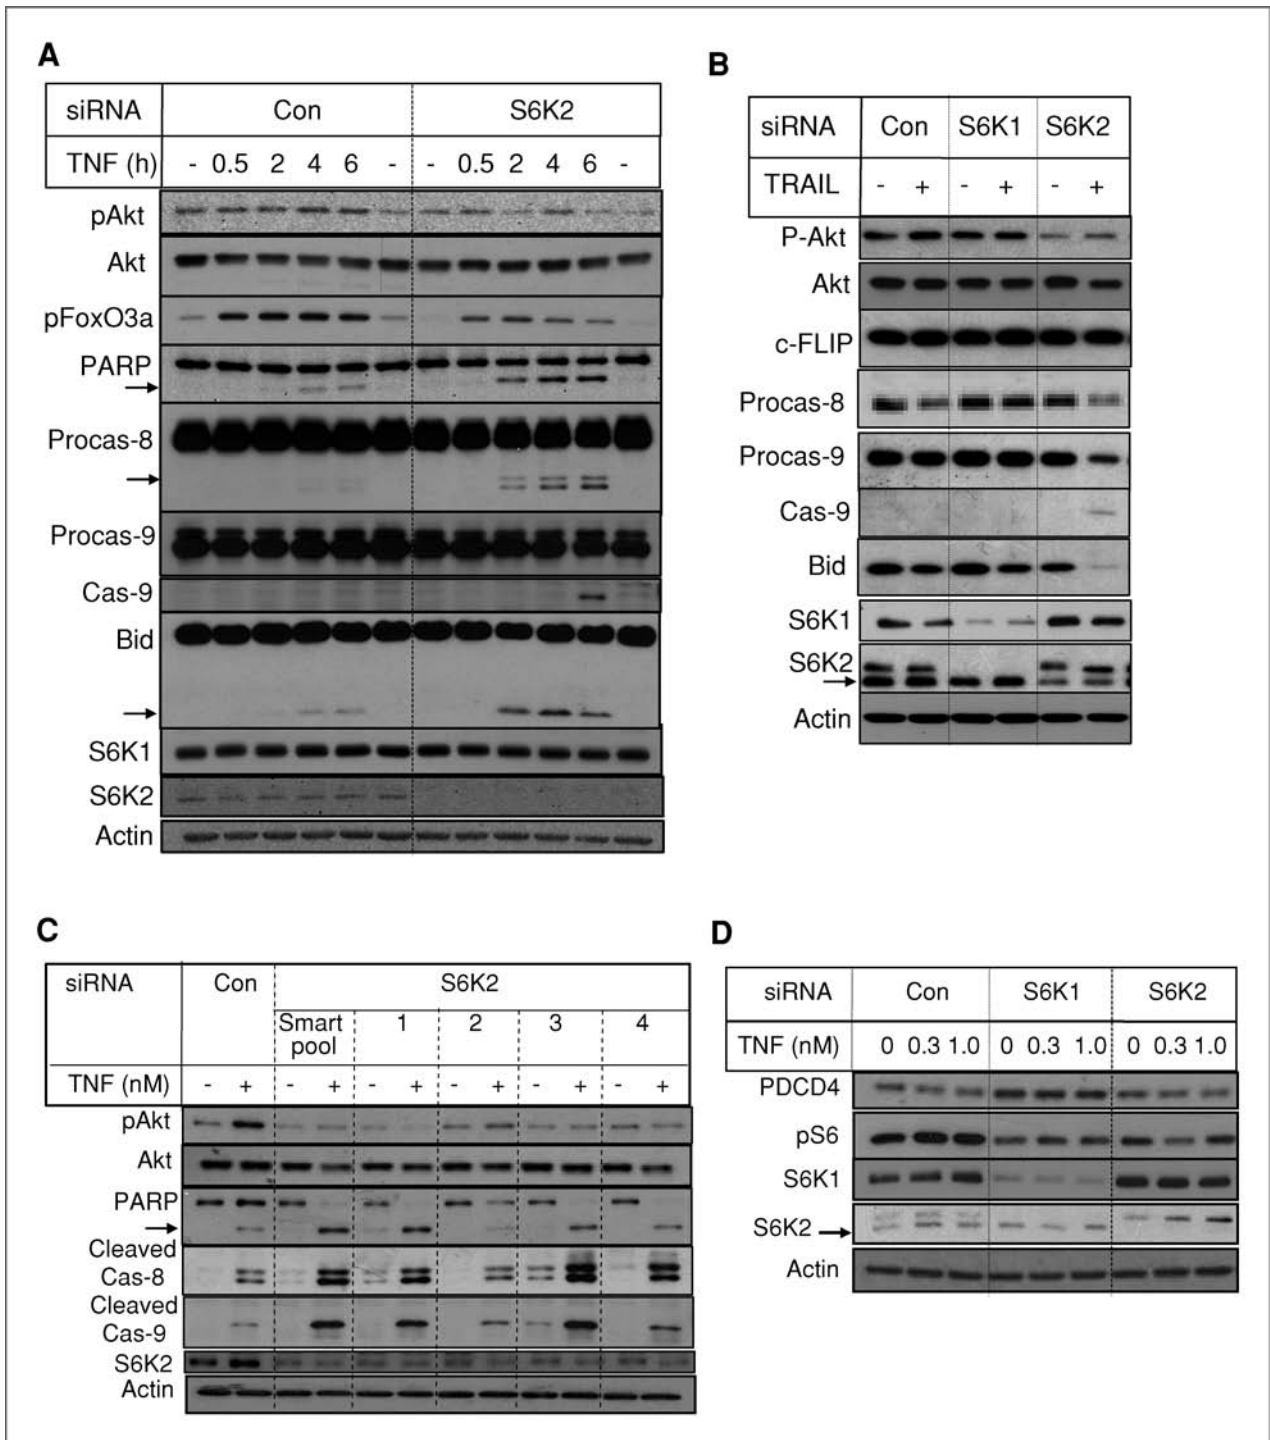 A
siRNA Con S6K2
TNF (h) - 0.5 2 4 6 - - 0.5 2 4 6 -
pAkt
Akt
pFoxO3a
PARP
Procas-8
Procas-9
Cas-9
Bid
S6K1
S6K2
Actin
B
siRNA Con S6K1 S6K2
TRAIL - + - + - +
P-Akt
Akt
c-FLIP
Procas-8
Procas-9
Cas-9
Bid
S6K1
S6K2
Actin
C
siRNA Con S6K2
Smart 1 2 3 4
pool
TNF (nM) - + - + - + - + - + - +
pAkt
Akt
PARP
Cleaved
Cas-8
Cleaved
Cas-9
S6K2
Actin
D
siRNA Con S6K1 S6K2
TNF (nM) 0 0.3 1.0 0 0.3 1.0 0 0.3 1.0
PDCD4
pS6
S6K1
S6K2
Actin